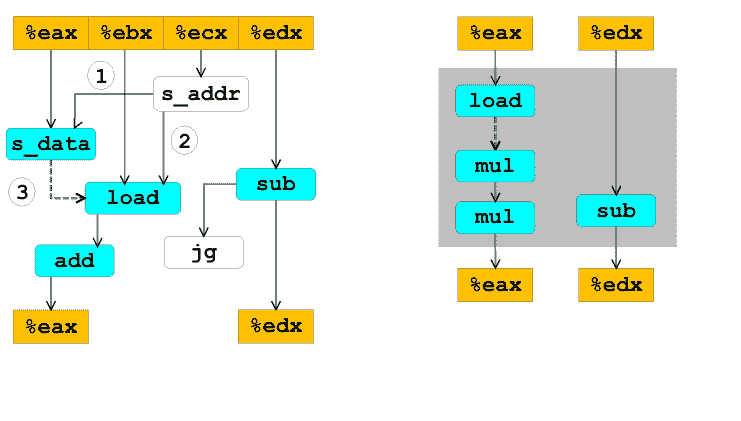 %eax %ebx %ecx %edx
1
s_addr
2
s_data
3
load
sub
add
jg
%eax %edx
%eax %edx
load
mul
mul
sub
%eax %edx